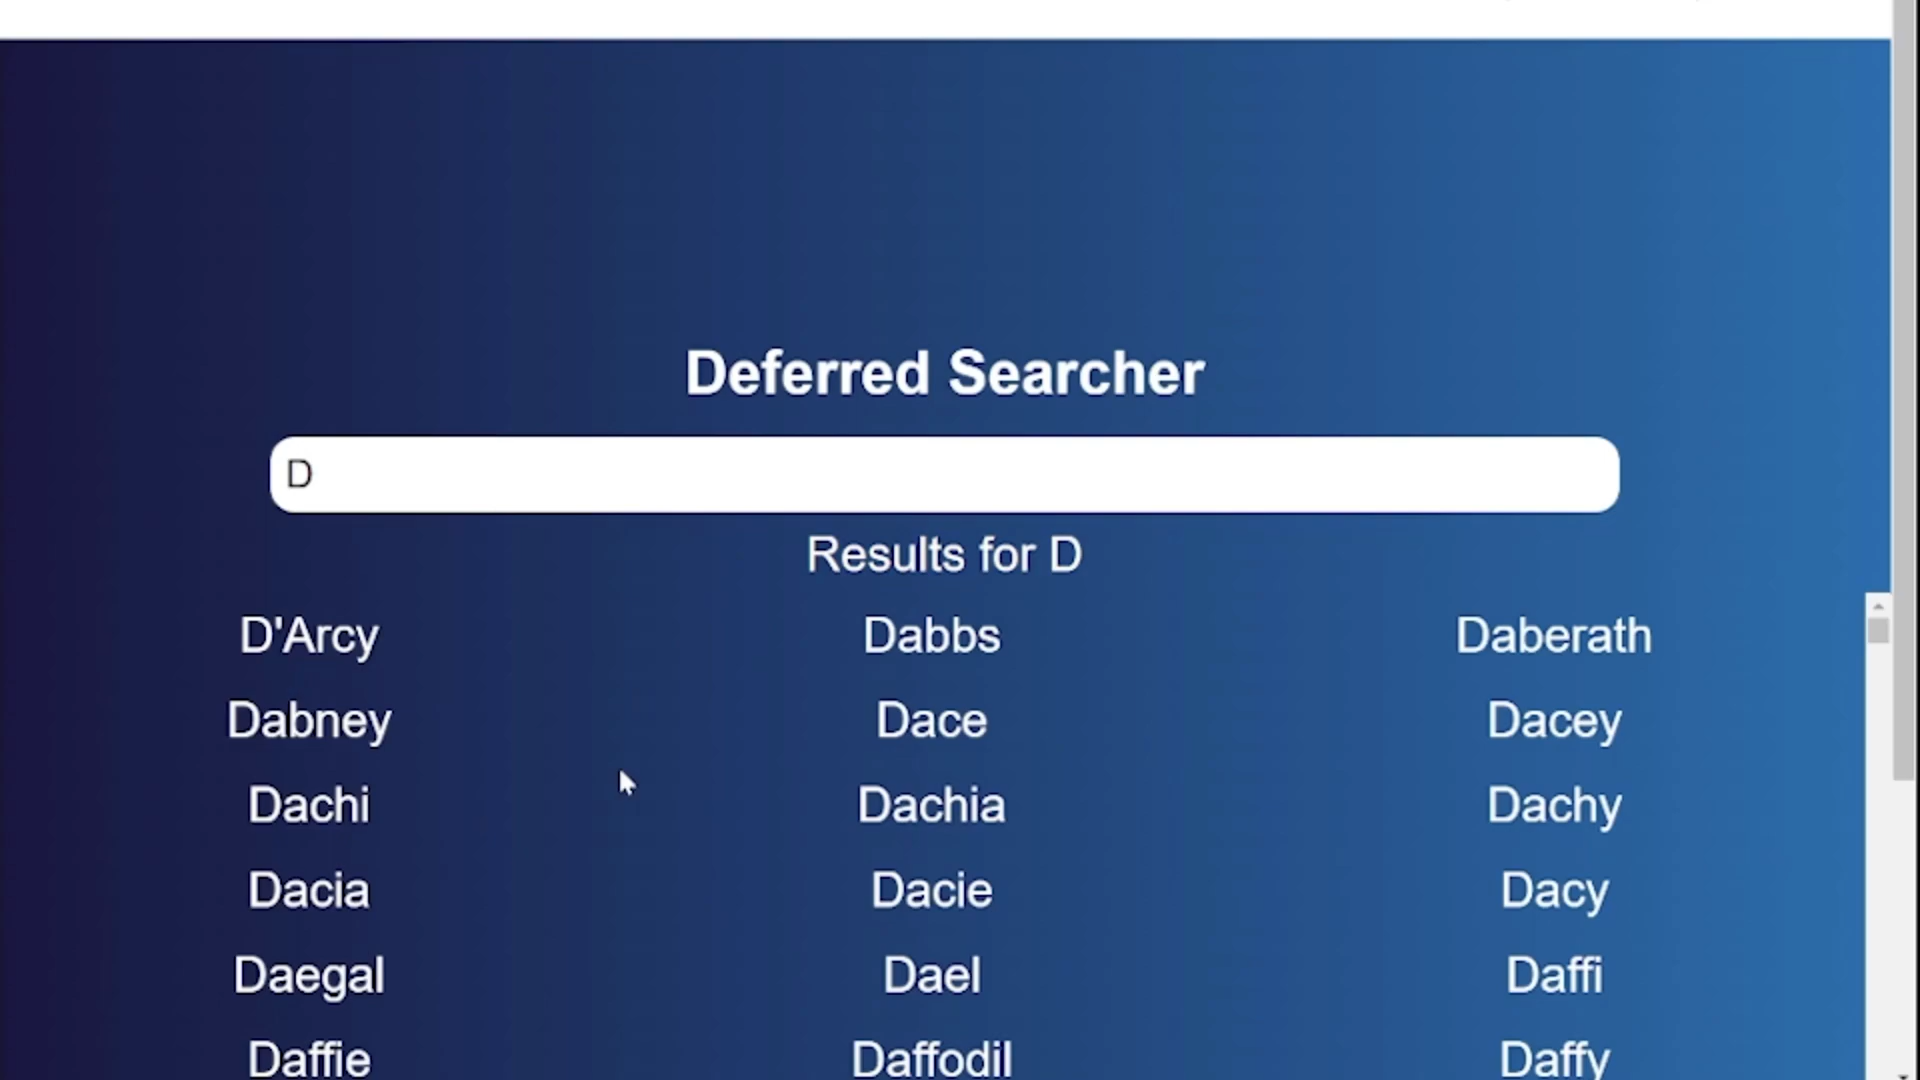 Deferred Searcher
D
Results for D
D'Arcy Dabbs Daberath
Dabney Dace Dacey
Dachi Dachia Dachy
Dacia Dacie Dacy
Daegal Dael Daffi
Daffie Daffodil Daffy